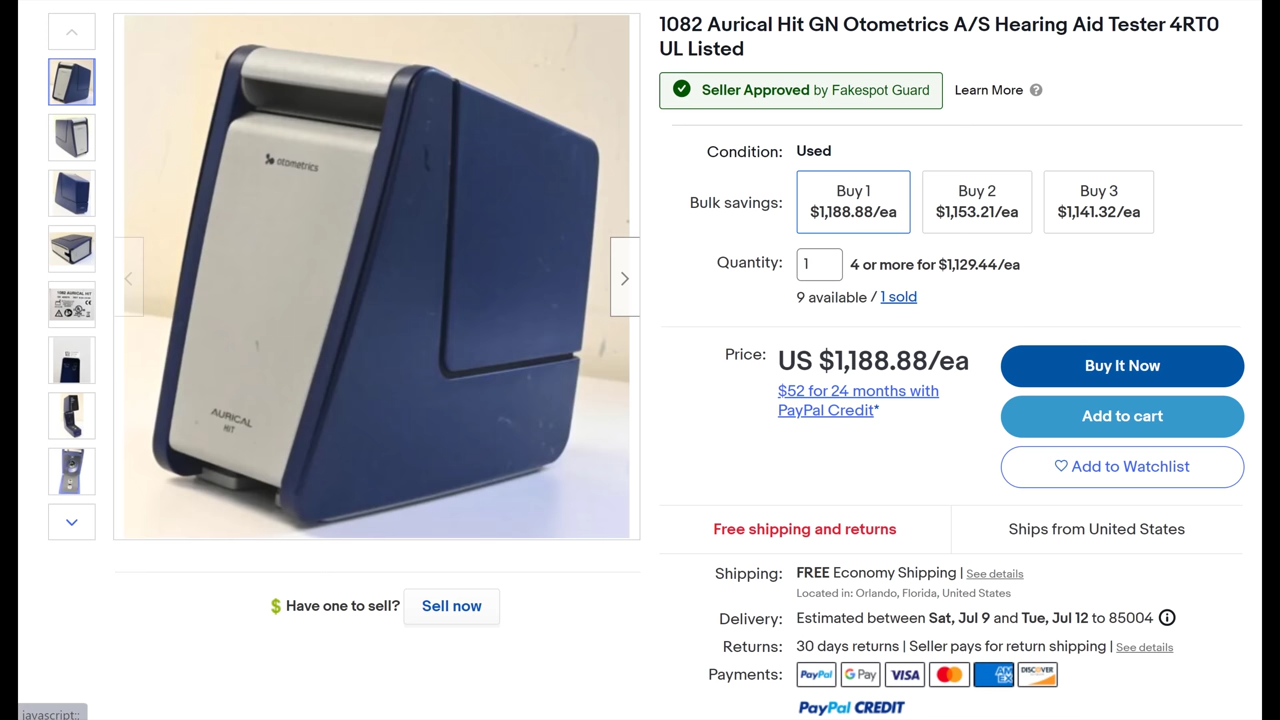 1082 Aurical Hit GN Otometrics A/S Hearing Aid Tester 4RT0
UL Listed
Seller Approved by Fakespot Guard
Learn More ?
otometrics
AURICAL
HIT
Condition: Used
Bulk savings:
Buy 1
$1,188.88/ea
Buy 2
$1,153.21/ea
Buy 3
$1,141.32/ea
Quantity: 1 4 or more for $1,129.44/ea
9 available / 1 sold
Price: US $1,188.88/ea
$52 for 24 months with
PayPal Credit*
Buy It Now
Add to cart
Add to Watchlist
Free shipping and returns
Ships from United States
Shipping: FREE Economy Shipping | See details
Located in: Orlando, Florida, United States
Delivery: Estimated between Sat, Jul 9 and Tue, Jul 12 to 85004
Returns: 30 days returns | Seller pays for return shipping | See details
Payments: PayPal G Pay VISA AMEX DISCOVER
PayPal CREDIT
$ Have one to sell? Sell now
javascript:;